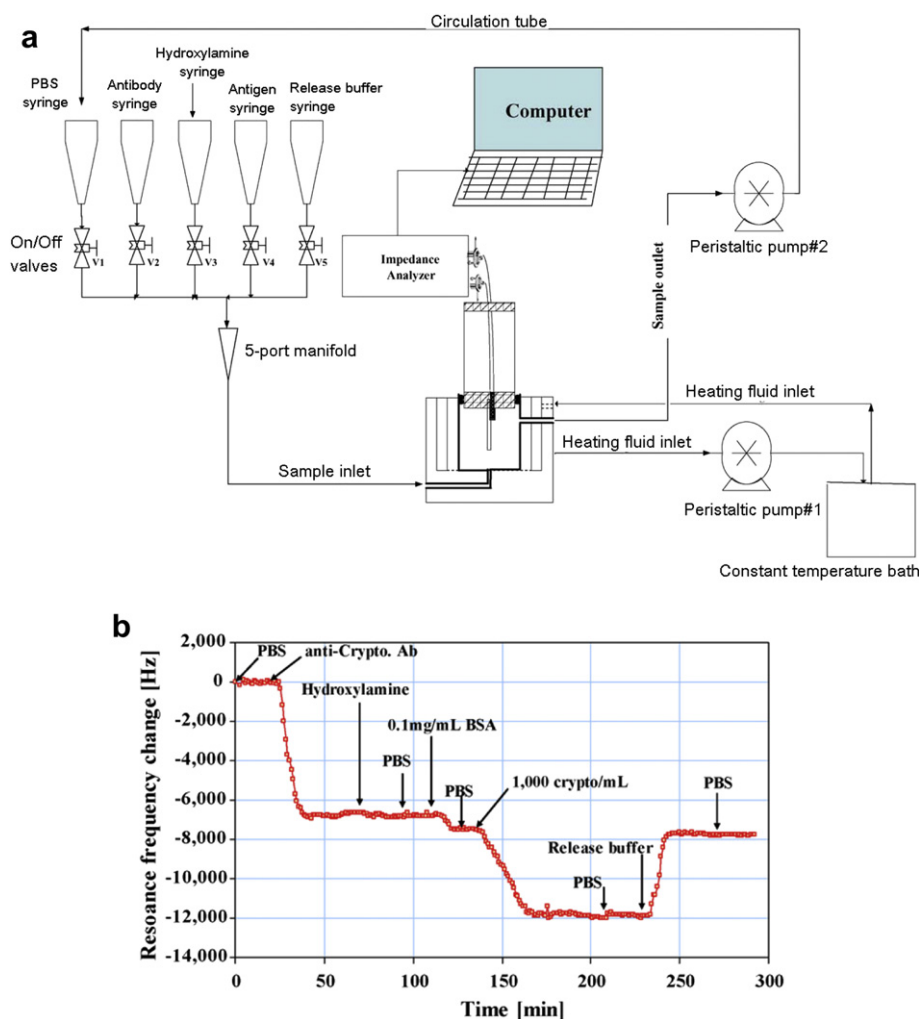 a
Circulation tube
Hydroxylamine
syringe
PBS
syringe
Antibody
syringe
Antigen
syringe
Release buffer
syringe
Computer
On/Off
valves
V1
V2
V3
V4
V5
Impedance
Analyzer
Peristaltic pump#2
Sample outlet
5-port manifold
Heating fluid inlet
Heating fluid inlet
Sample inlet
Peristaltic pump#1
Constant temperature bath
b
Resoance frequency change [Hz]
2,000
0
-2,000
-4,000
-6,000
-8,000
-10,000
-12,000
-14,000
PBS
anti-Crypto. Ab
Hydroxylamine
0.1mg/mL BSA
PBS
PBS
1,000 crypto/mL
PBS
Release buffer
PBS
0
50
100
150
200
250
300
Time [min]